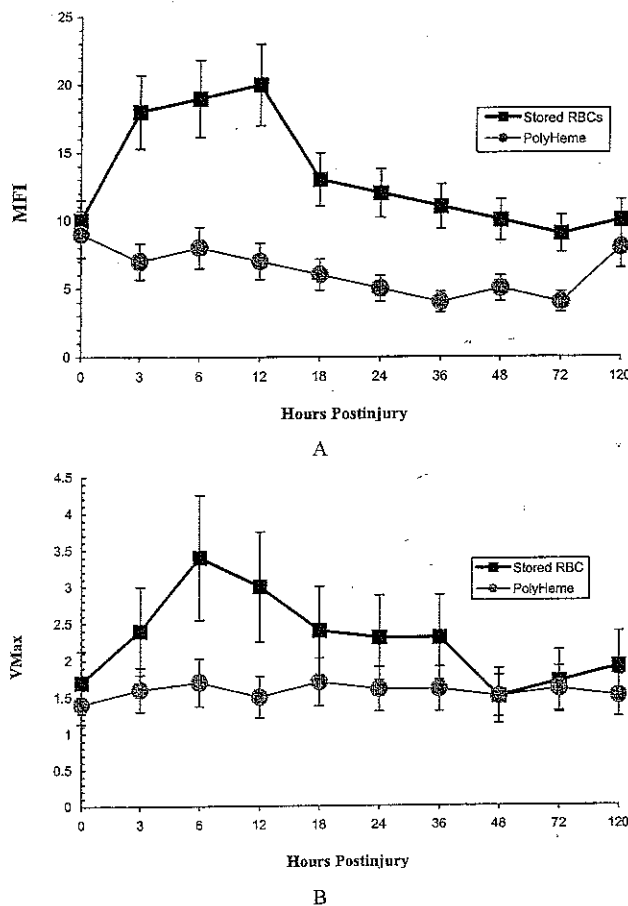 25
20
15
10
5
0
MFI
Stored RBCs
PolyHeme
0 3 6 12 18 24 36 48 72 120
Hours Postinjury
A
4.5
4
3.5
3
2.5
2
1.5
1
0.5
0
VMax
Stored RBC
PolyHeme
0 3 6 12 18 24 36 48 72 120
Hours Postinjury
B